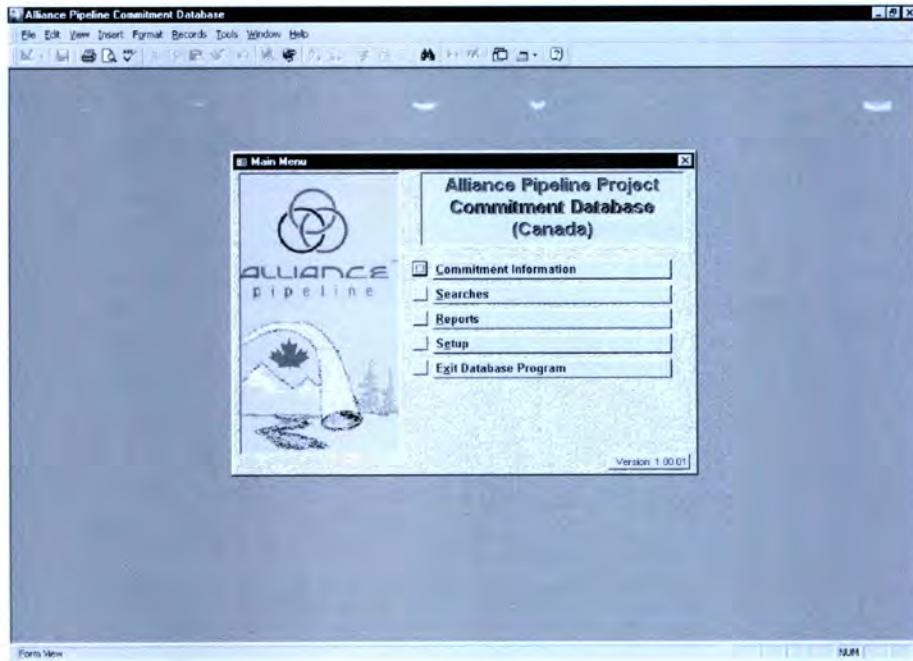 Alliance Pipeline Commitment Database
File Edit View Insert Format Records Tools Window Help
Main Menu
ALLIANCE
pipeline
Alliance Pipeline Project
Commitment Database
(Canada)
Commitment Information
Searches
Reports
Setup
Exit Database Program
Version: 1.00.01
Form View
NUM